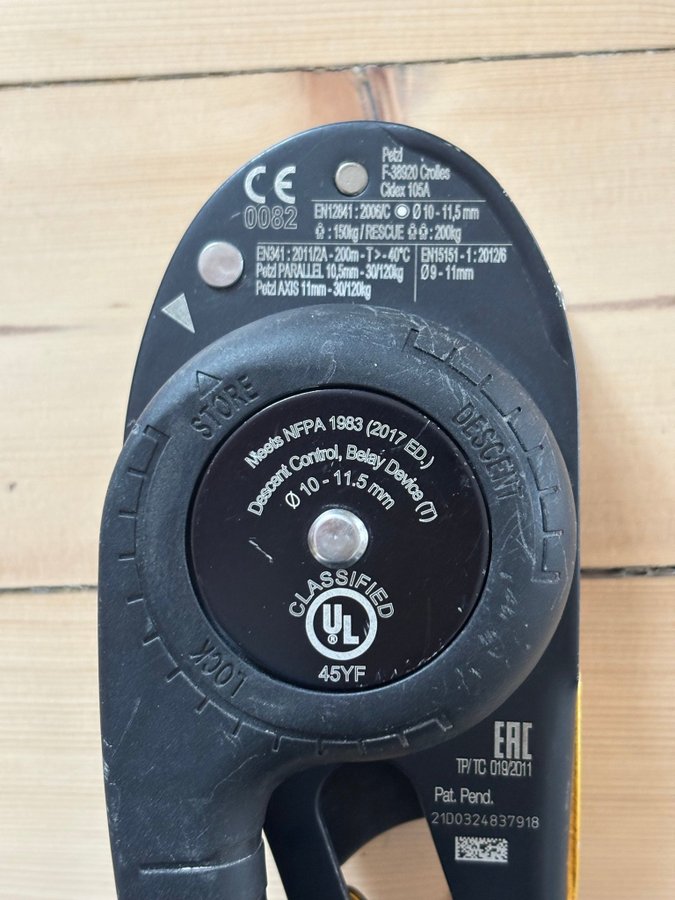 CE
0082
Petzl
F-38920 Crolles
Cidex 105A
EN12841 : 2006/C Ø 10 - 11,5 mm
: 150kg / RESCUE : 200kg
EN341 : 2011/2A - 200m - T > - 40°C
Petzl PARALLEL 10,5mm - 30/120kg
Petzl AXIS 11mm - 30/120kg
EN15151 - 1 : 2012/6
Ø 9 - 11mm
STORE
DESCENT
LOCK
Meets NFPA 1983 (2017 ED.)
Descent Control, Belay Device (T)
Ø 10 - 11.5 mm
CLASSIFIED
UL®
45YF
EAC
TP/TC 019/2011
Pat. Pend.
21D0324837918